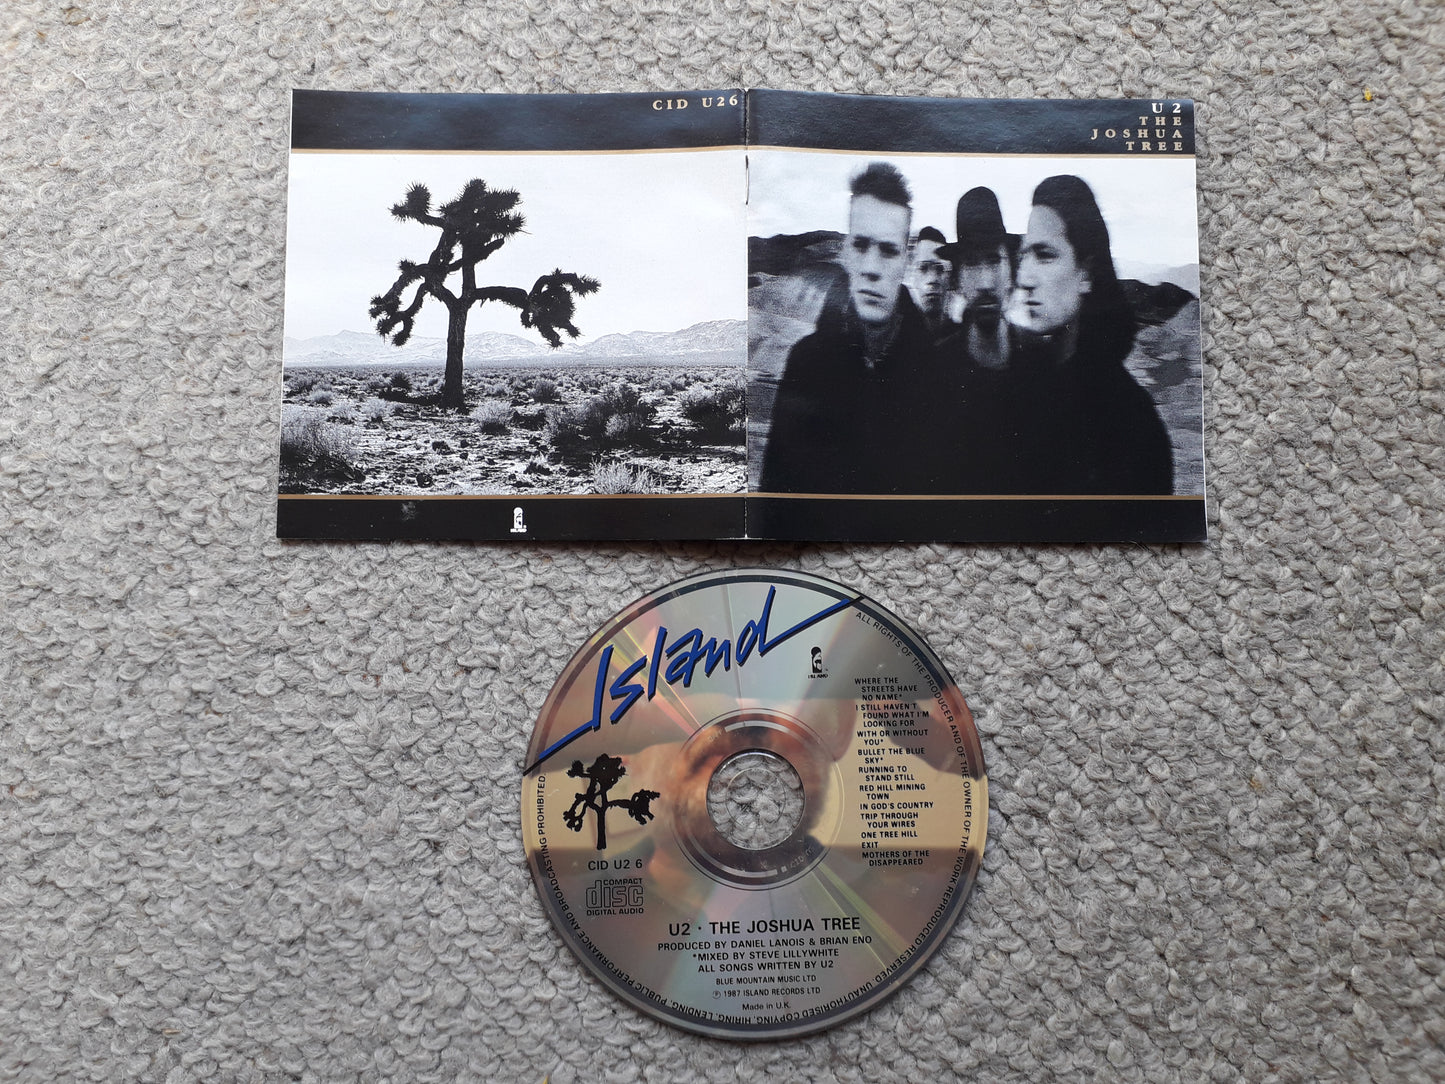 CID U26
U2
THE
JOSHUA
TREE
ISLAND
Island
ISLAND
WHERE THE
STREETS HAVE
NO NAME*
I STILL HAVEN'T
FOUND WHAT I'M
LOOKING FOR
WITH OR WITHOUT
YOU*
BULLET THE BLUE
SKY*
RUNNING TO
STAND STILL
RED HILL MINING
TOWN
IN GOD'S COUNTRY
TRIP THROUGH
YOUR WIRES
ONE TREE HILL
EXIT
MOTHERS OF THE
DISAPPEARED
CID U2 6
COMPACT
disc
DIGITAL AUDIO
U2 · THE JOSHUA TREE
PRODUCED BY DANIEL LANOIS & BRIAN ENO
*MIXED BY STEVE LILLYWHITE
ALL SONGS WRITTEN BY U2
BLUE MOUNTAIN MUSIC LTD
℗ 1987 ISLAND RECORDS LTD
Made in U.K.
ALL RIGHTS OF THE PRODUCER AND OF THE OWNER OF THE WORK REPRODUCED RESERVED. UNAUTHORISED COPYING, HIRING, LENDING, PUBLIC PERFORMANCE AND BROADCASTING PROHIBITED.